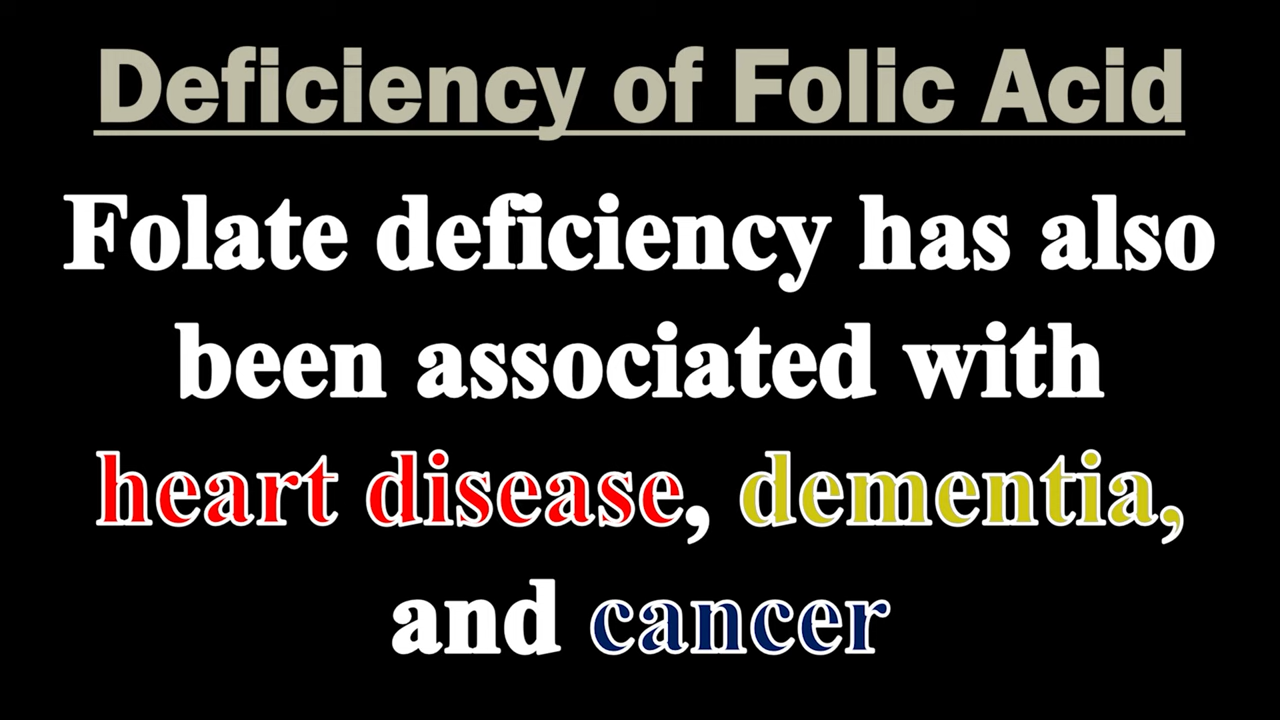 Deficiency of Folic Acid
Folate deficiency has also
been associated with
heart disease, dementia,
and cancer